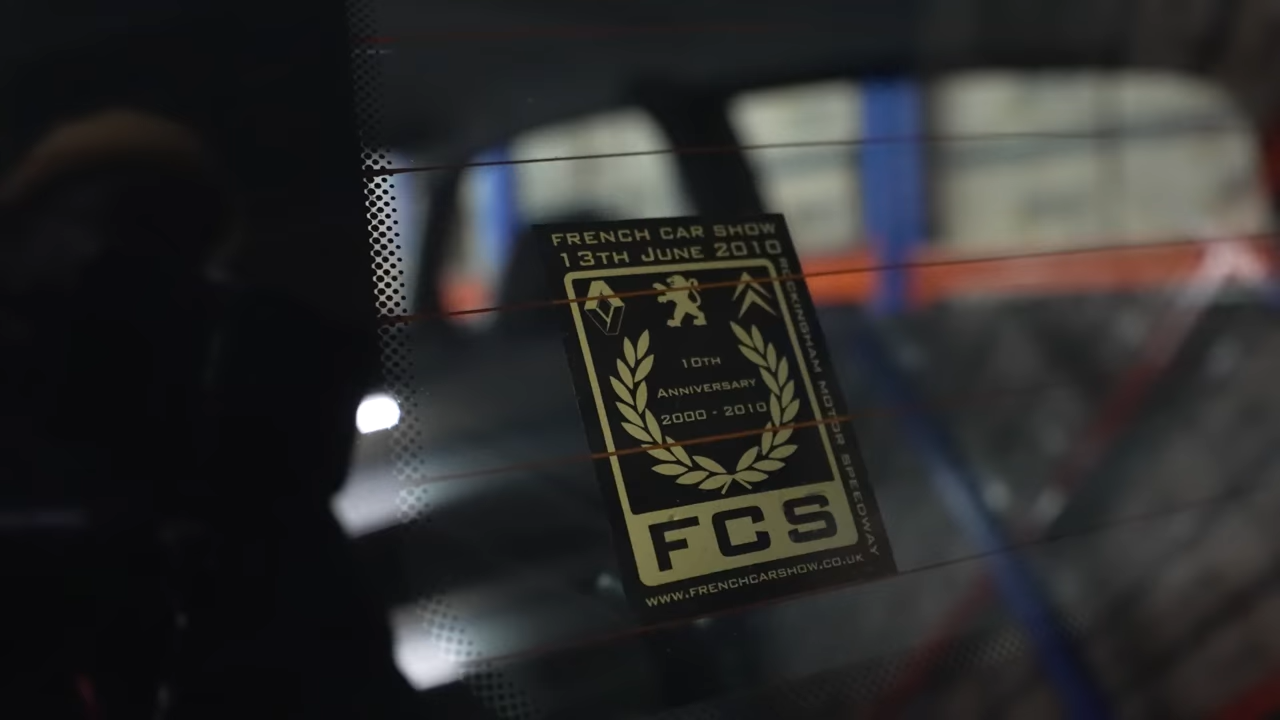 FRENCH CAR SHOW
13TH JUNE 2010
ROCKINGHAM MOTOR SPEEDWAY
10TH
ANNIVERSARY
2000 - 2010
FCS
WWW.FRENCHCARSHOW.CO.UK